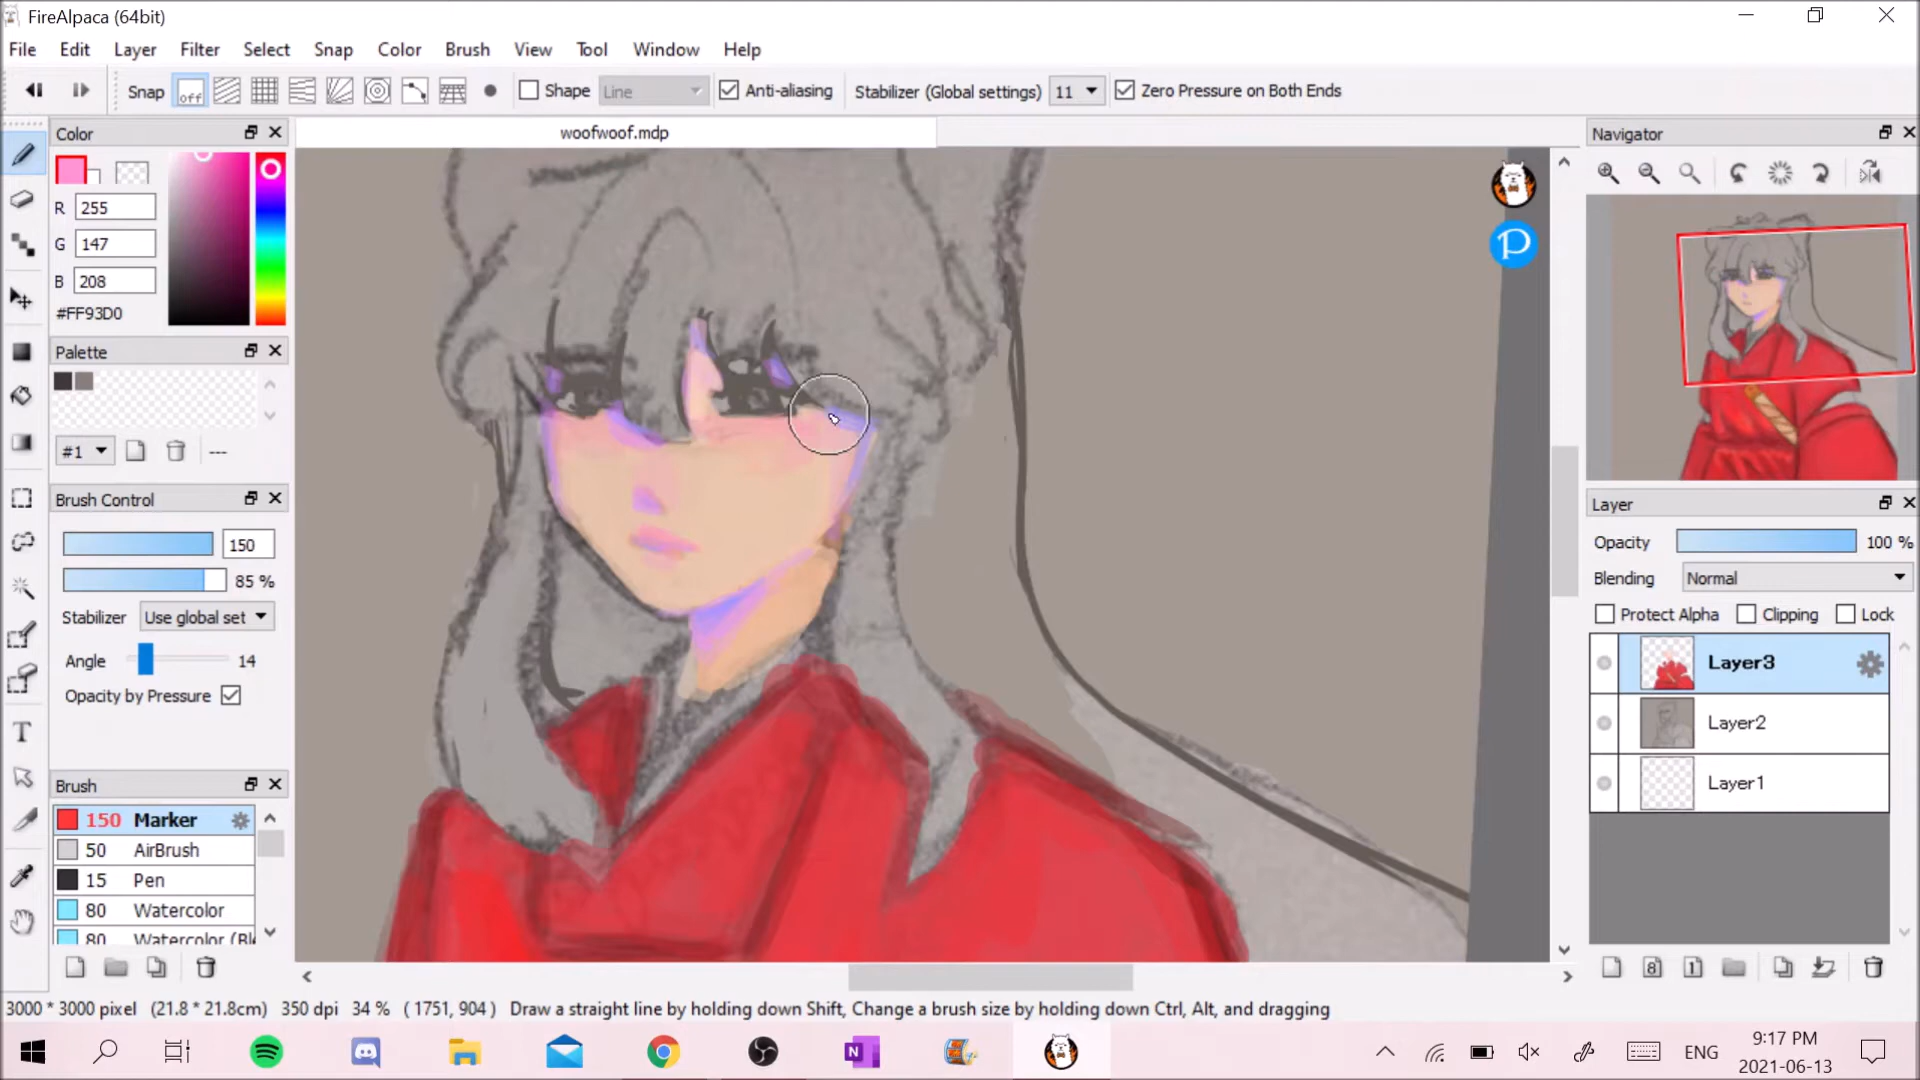 FireAlpaca (64bit)
File Edit Layer Filter Select Snap Color Brush View Tool Window Help
Snap off Shape Line Anti-aliasing Stabilizer (Global settings) 11 Zero Pressure on Both Ends
Color
woofwoof.mdp
Navigator
R 255
G 147
B 208
#FF93D0
Palette
#1 ---
Brush Control
150
85 %
Stabilizer Use global set
Angle 14
Opacity by Pressure
Brush
150 Marker
50 AirBrush
15 Pen
80 Watercolor
80 Watercolor (Bl
Layer
Opacity 100 %
Blending Normal
Protect Alpha Clipping Lock
Layer3
Layer2
Layer1
8 1
P
3000 * 3000 pixel (21.8 * 21.8cm) 350 dpi 34 % ( 1751, 904 ) Draw a straight line by holding down Shift, Change a brush size by holding down Ctrl, Alt, and dragging
N
ENG
9:17 PM
2021-06-13